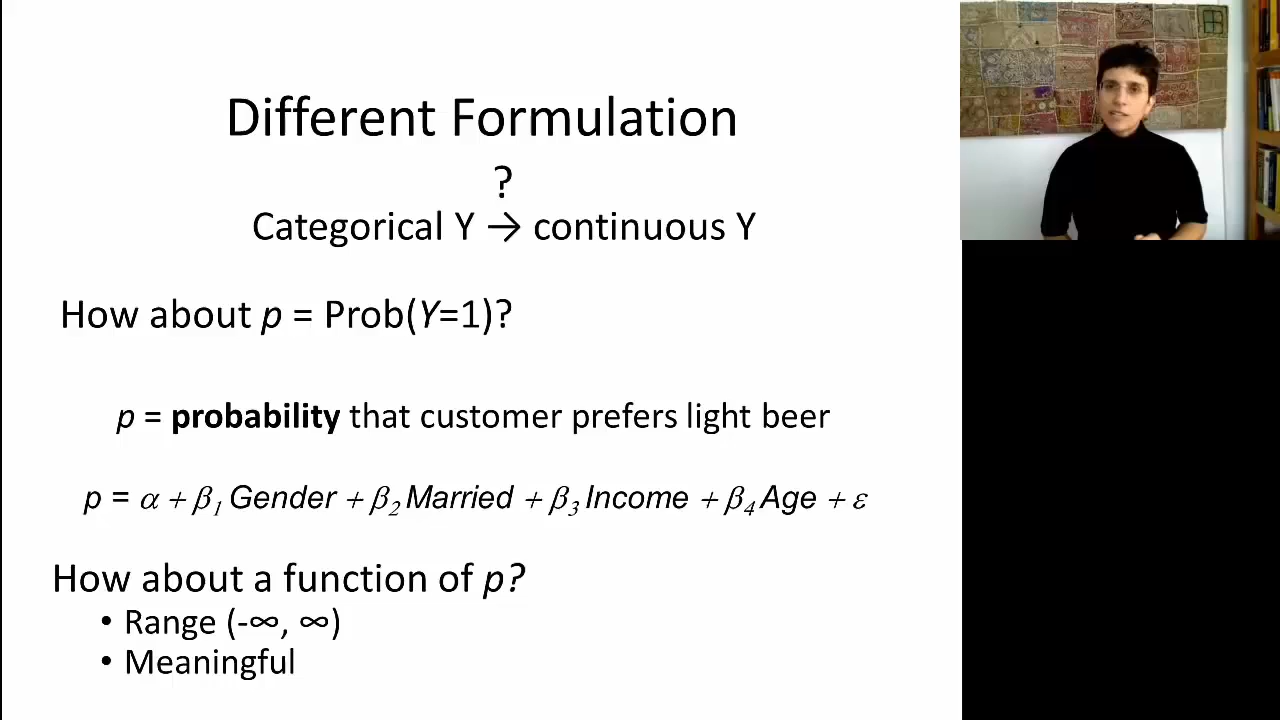 Different Formulation
?
Categorical Y → continuous Y
How about p = Prob(Y=1)?
p = probability that customer prefers light beer
p = α + β₁ Gender + β₂ Married + β₃ Income + β₄ Age + ε
How about a function of p?
• Range (-∞, ∞)
• Meaningful